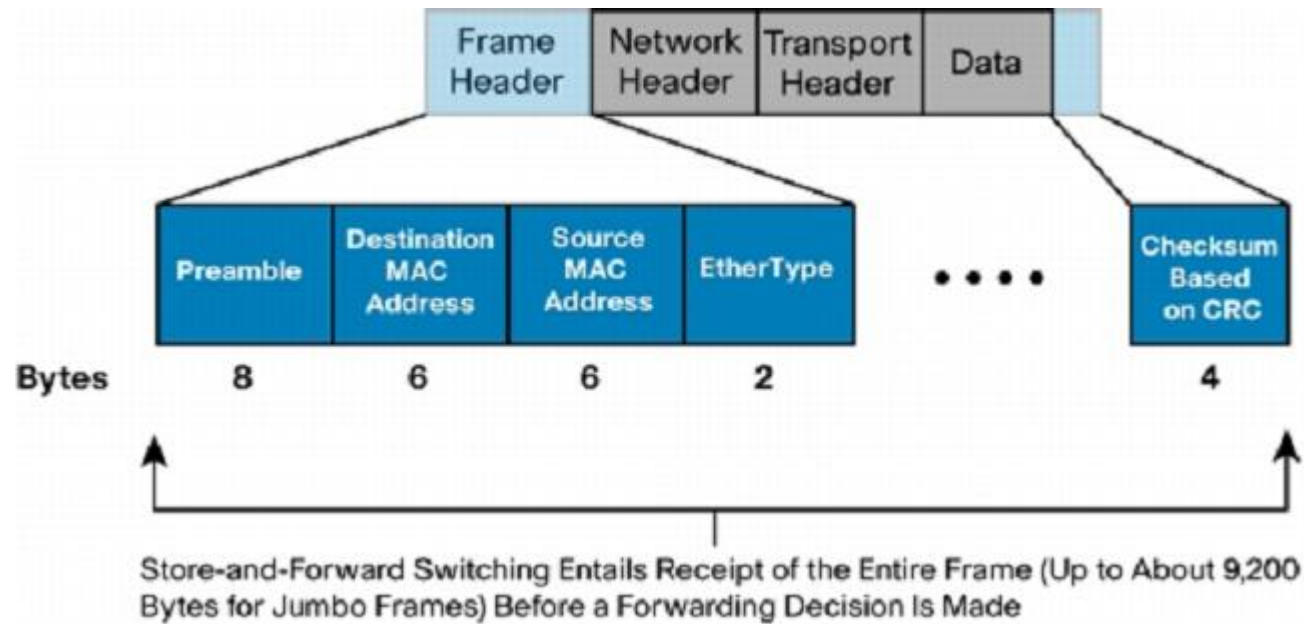 Frame Header
Network Header
Transport Header
Data
Preamble
Destination MAC Address
Source MAC Address
EtherType
Checksum Based on CRC
Bytes 8 6 6 2 4
Store-and-Forward Switching Entails Receipt of the Entire Frame (Up to About 9,200
Bytes for Jumbo Frames) Before a Forwarding Decision Is Made